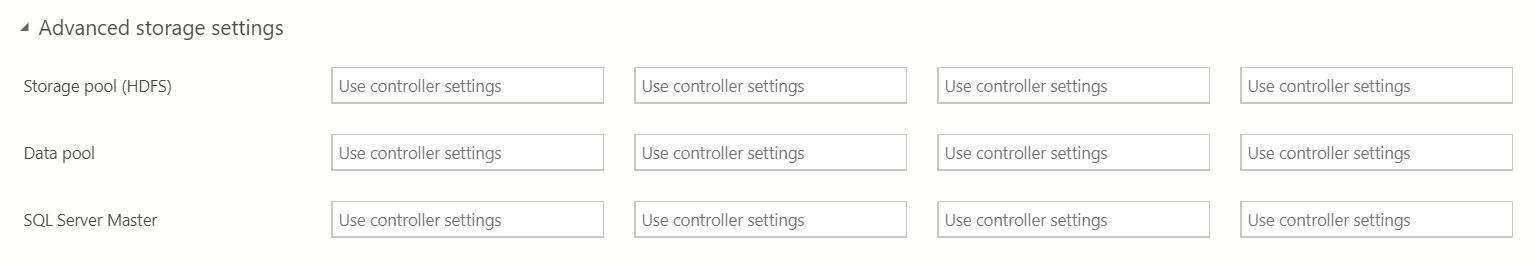 Advanced storage settings
Storage pool (HDFS) Use controller settings Use controller settings Use controller settings Use controller settings
Data pool Use controller settings Use controller settings Use controller settings Use controller settings
SQL Server Master Use controller settings Use controller settings Use controller settings Use controller settings